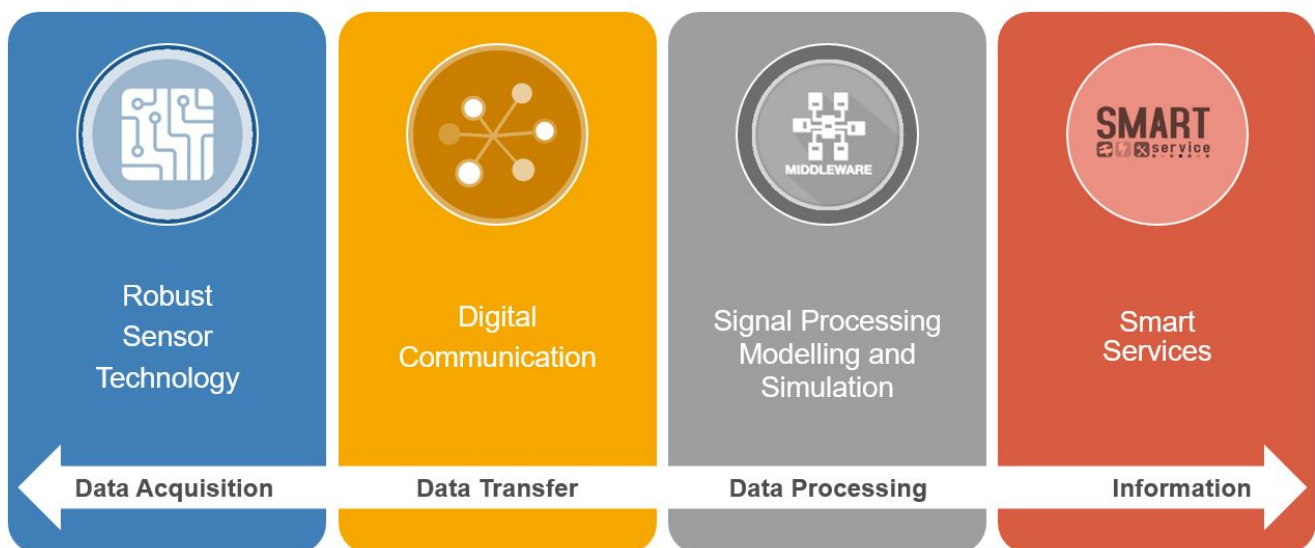 MIDDLEWARE
SMART
service
Robust
Sensor
Technology
Digital
Communication
Signal Processing
Modelling and
Simulation
Smart
Services
Data Acquisition
Data Transfer
Data Processing
Information